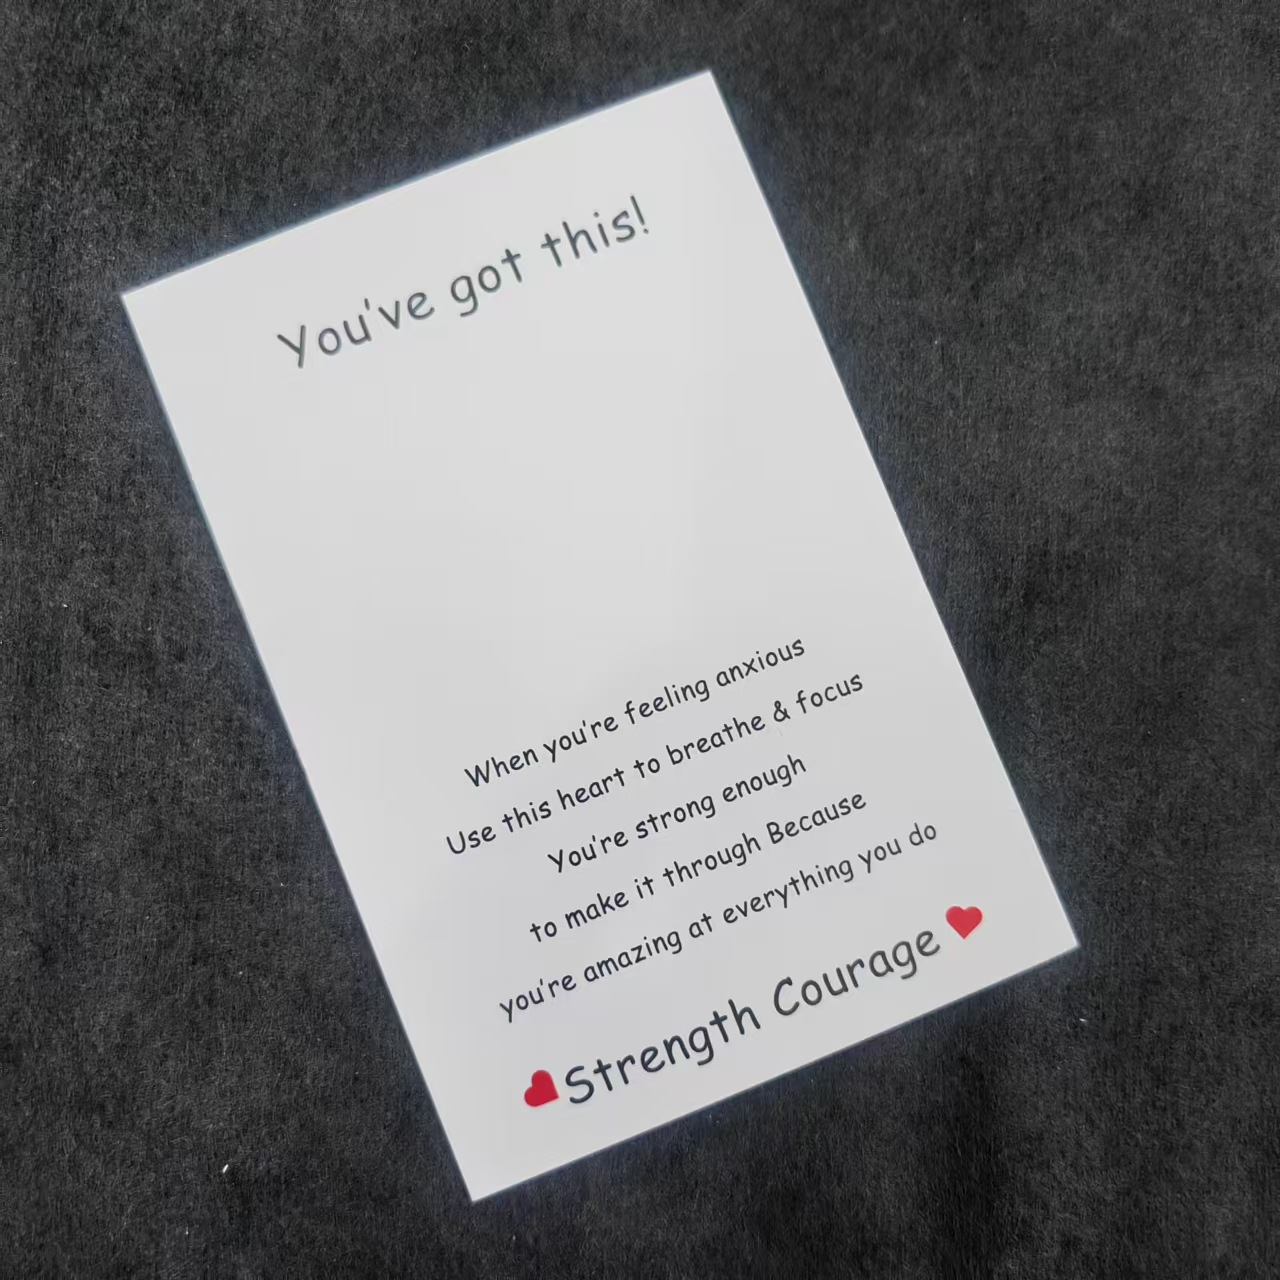 You've got this!
When you're feeling anxious
Use this heart to breathe & focus
You're strong enough
to make it through Because
you're amazing at everything you do
Strength Courage